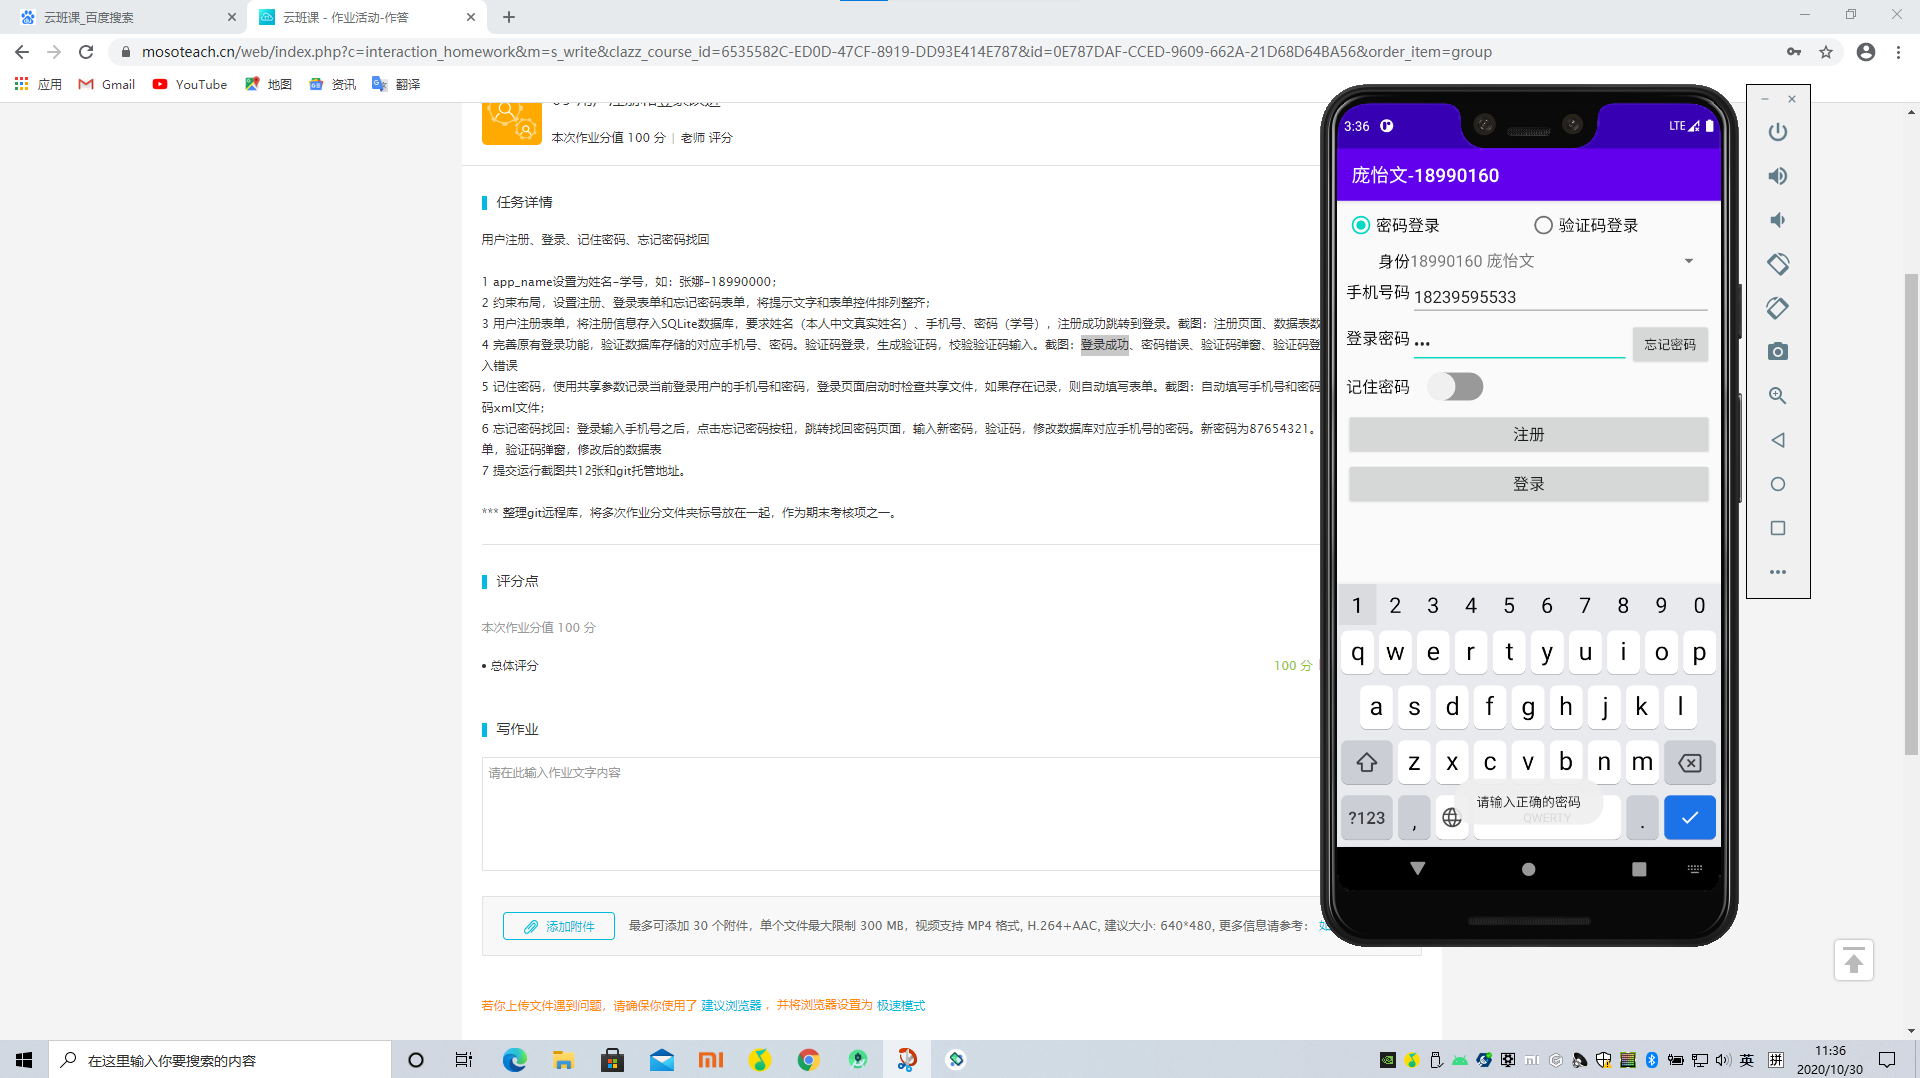 云班课_百度搜索
云班课 - 作业活动-作答
mosoteach.cn/web/index.php?c=interaction_homework&m=s_write&clazz_course_id=6535582C-ED0D-47CF-8919-DD93E414E787&id=0E787DAF-CCED-9609-662A-21D68D64BA56&order_item=group
应用
Gmail
YouTube
地图
资讯
翻译
本次作业分值 100 分 | 老师 评分
任务详情
用户注册、登录、记住密码、忘记密码找回
1 app_name设置为姓名-学号，如：张娜-18990000；
2 约束布局，设置注册、登录表单和忘记密码表单，将提示文字和表单控件排列整齐；
3 用户注册表单，将注册信息存入SQLite数据库，要求姓名（本人中文真实姓名）、手机号、密码（学号），注册成功跳转到登录。截图：注册页面、数据表数
4 完善原有登录功能，验证数据库存储的对应手机号、密码。验证码登录，生成验证码，校验验证码输入。截图：登录成功、密码错误、验证码弹窗、验证码登
入错误
5 记住密码，使用共享参数记录当前登录用户的手机号和密码，登录页面启动时检查共享文件，如果存在记录，则自动填写表单。截图：自动填写手机号和密码
码xml文件；
6 忘记密码找回：登录输入手机号之后，点击忘记密码按钮，跳转找回密码页面，输入新密码，验证码，修改数据库对应手机号的密码。新密码为87654321。
单，验证码弹窗，修改后的数据表
7 提交运行截图共12张和git托管地址。
*** 整理git远程库，将多次作业分文件夹标号放在一起，作为期末考核项之一。
评分点
本次作业分值 100 分
• 总体评分
100 分
写作业
请在此输入作业文字内容
添加附件
最多可添加 30 个附件，单个文件最大限制 300 MB，视频支持 MP4 格式, H.264+AAC, 建议大小: 640*480, 更多信息请参考：
若你上传文件遇到问题，请确保你使用了 建议浏览器 ，并将浏览器设置为 极速模式
3:36
LTE
庞怡文-18990160
密码登录
验证码登录
身份18990160 庞怡文
手机号码 18239595533
登录密码 •••
忘记密码
记住密码
注册
登录
1 2 3 4 5 6 7 8 9 0
q w e r t y u i o p
a s d f g h j k l
z x c v b n m
?123 , .
请输入正确的密码
QWERTY
在这里输入你要搜索的内容
英
拼
11:36
2020/10/30